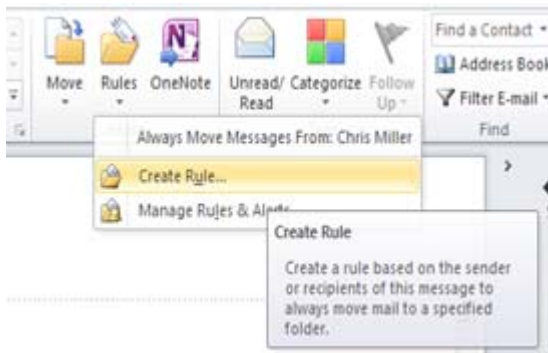 Move Rules OneNote Unread/ Categorize Follow
Read Up
Find a Contact
Address Book
Filter E-mail
Find
Always Move Messages From: Chris Miller
Create Rule...
Manage Rules & Alerts
Create Rule
Create a rule based on the sender
or recipients of this message to
always move mail to a specified
folder.